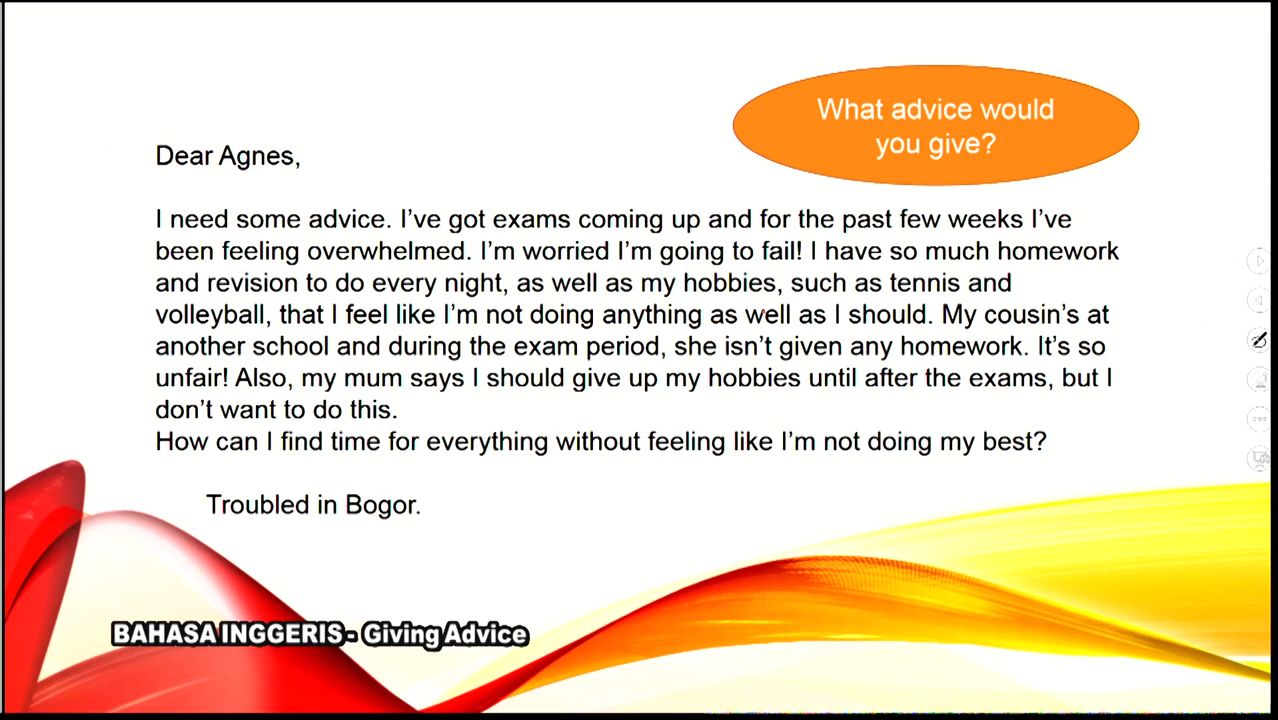 What advice would
you give?
Dear Agnes,
I need some advice. I’ve got exams coming up and for the past few weeks I’ve
been feeling overwhelmed. I’m worried I’m going to fail! I have so much homework
and revision to do every night, as well as my hobbies, such as tennis and
volleyball, that I feel like I’m not doing anything as well as I should. My cousin’s at
another school and during the exam period, she isn’t given any homework. It’s so
unfair! Also, my mum says I should give up my hobbies until after the exams, but I
don’t want to do this.
How can I find time for everything without feeling like I’m not doing my best?
Troubled in Bogor.
BAHASA INGGERIS - Giving Advice